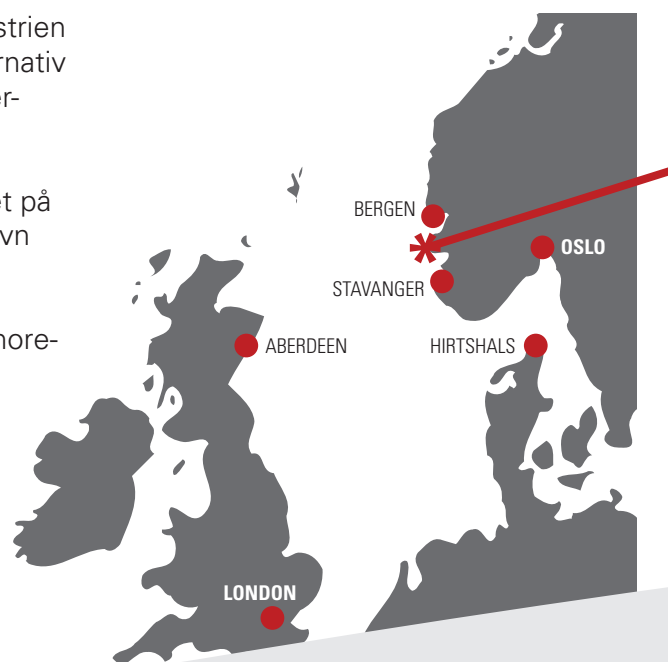 strien
rnativ
er-
et på
vn
nore-
BERGEN
OSLO
STAVANGER
ABERDEEN
HIRTSHALS
LONDON